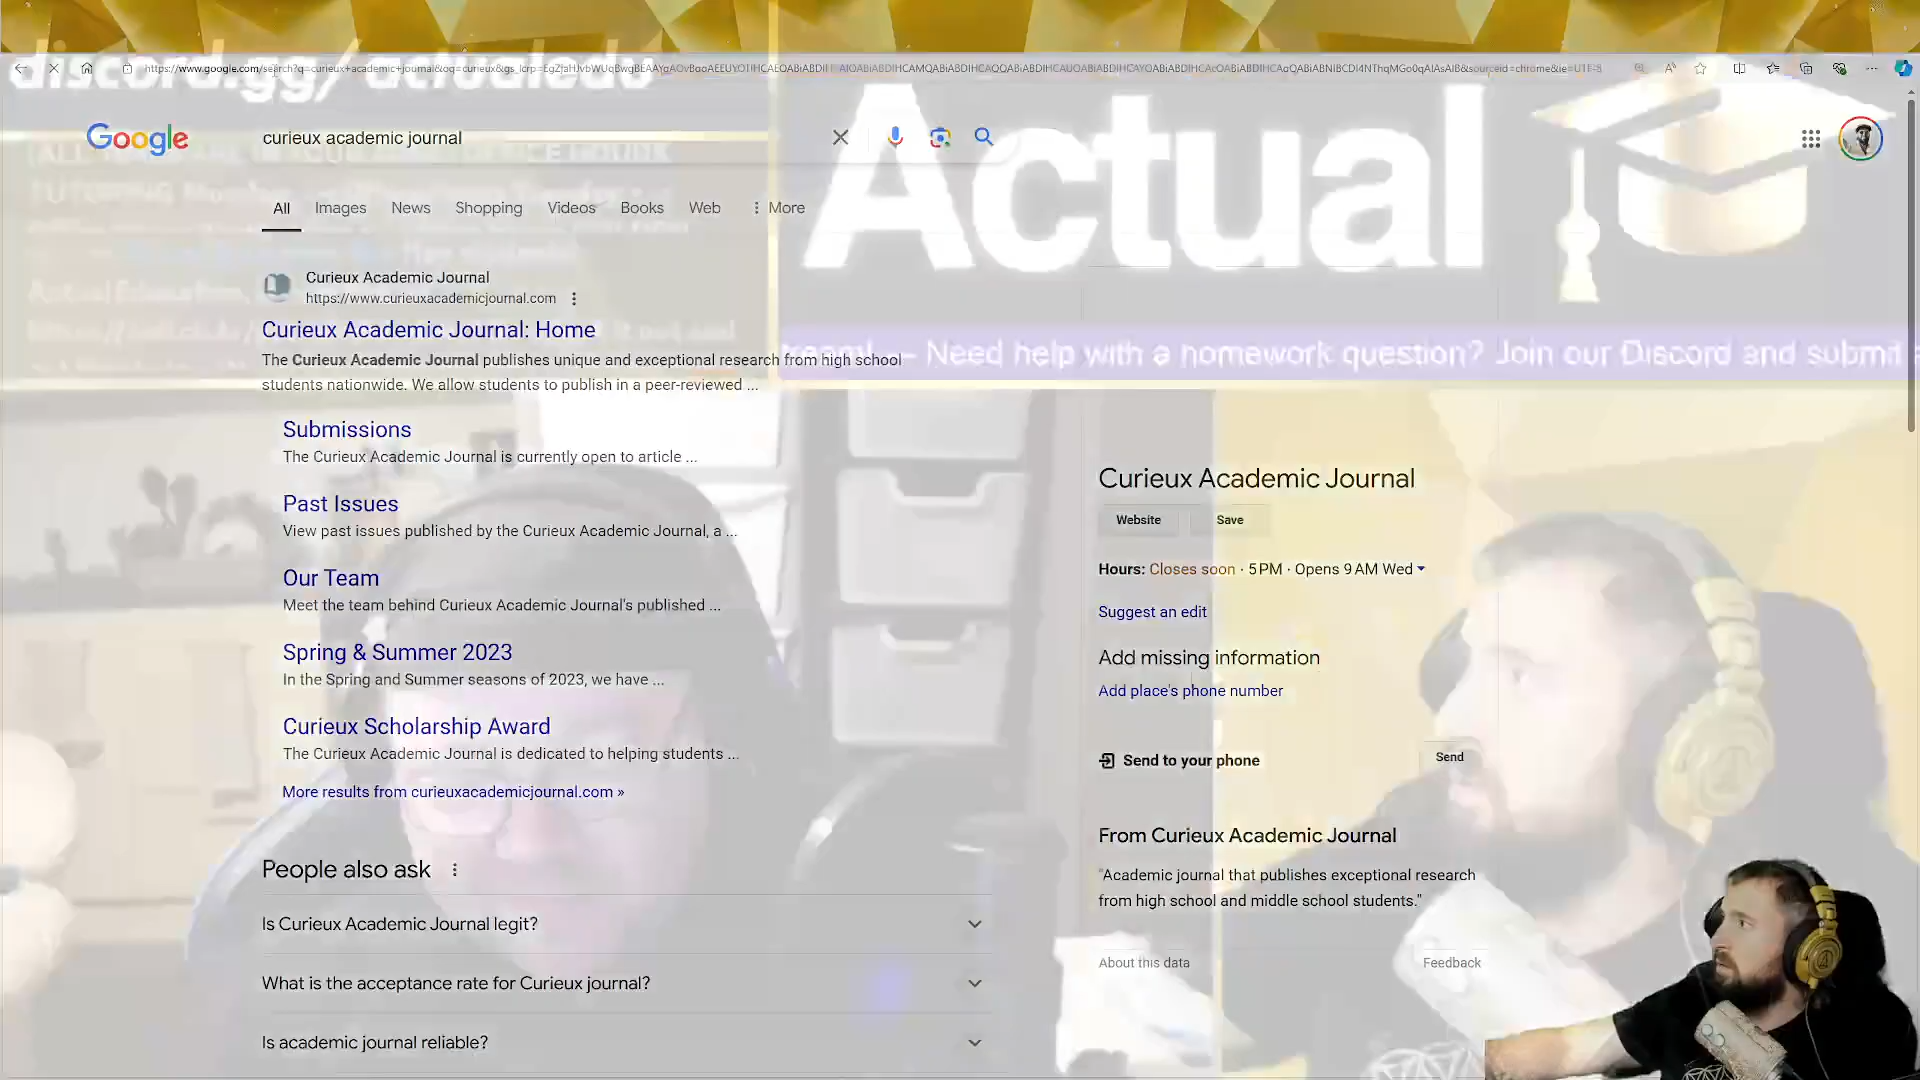 discord.gg/actualedu
Google
curieux academic journal
All
Images
News
Shopping
Videos
Books
Web
More
Actual
Curieux Academic Journal
https://www.curieuxacademicjournal.com
Curieux Academic Journal: Home
The Curieux Academic Journal publishes unique and exceptional research from high school
students nationwide. We allow students to publish in a peer-reviewed ...
Need help with a homework question? Join our Discord and submit
Submissions
The Curieux Academic Journal is currently open to article ...
Past Issues
View past issues published by the Curieux Academic Journal, a ...
Our Team
Meet the team behind Curieux Academic Journal's published ...
Spring & Summer 2023
In the Spring and Summer seasons of 2023, we have ...
Curieux Scholarship Award
The Curieux Academic Journal is dedicated to helping students ...
More results from curieuxacademicjournal.com »
People also ask
Is Curieux Academic Journal legit?
What is the acceptance rate for Curieux journal?
Is academic journal reliable?
Curieux Academic Journal
Website
Save
Hours: Closes soon · 5 PM · Opens 9 AM Wed
Suggest an edit
Add missing information
Add place's phone number
Send to your phone
Send
From Curieux Academic Journal
"Academic journal that publishes exceptional research
from high school and middle school students."
About this data
Feedback